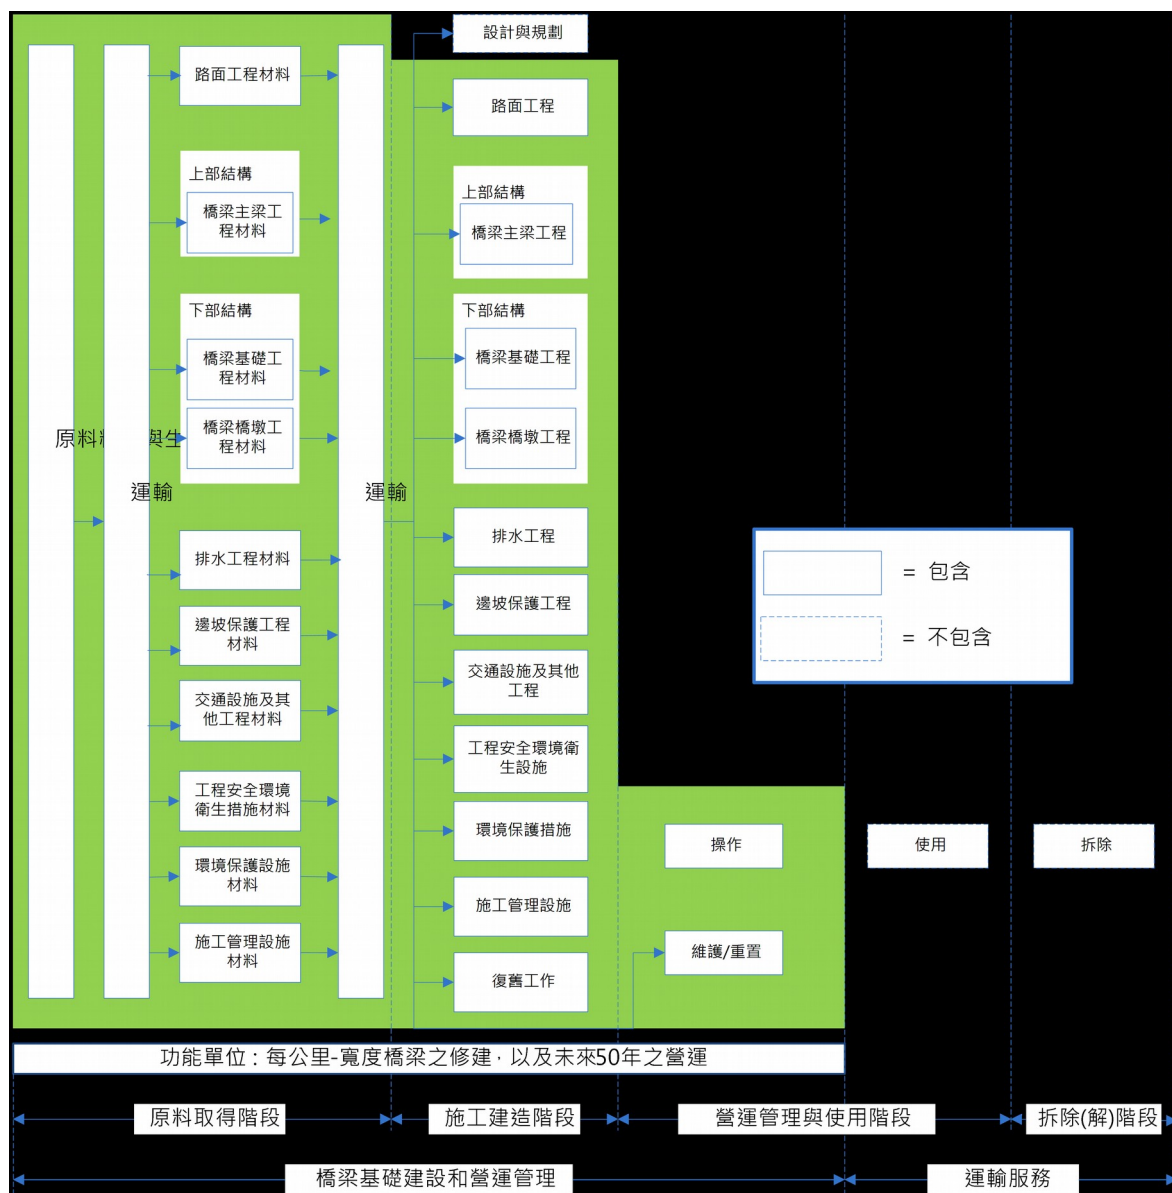 設計與規劃
路面工程材料
上部結構
橋梁主梁工
程材料
下部結構
橋梁基礎工
程材料
橋梁橋墩工
程材料
原料
與生
運輸
運輸
排水工程材料
邊坡保護工程
材料
交通設施及其
他工程材料
工程安全環境
衛生措施材料
環境保護設施
材料
施工管理設施
材料
路面工程
上部結構
橋梁主梁工程
下部結構
橋梁基礎工程
橋梁橋墩工程
排水工程
邊坡保護工程
交通設施及其他
工程
工程安全環境衛
生設施
環境保護措施
施工管理設施
復舊工作
= 包含
= 不包含
操作
維護/重置
使用
拆除
功能單位：每公里-寬度橋梁之修建，以及未來50年之營運
原料取得階段
施工建造階段
營運管理與使用階段
拆除(解)階段
橋梁基礎建設和營運管理
運輸服務